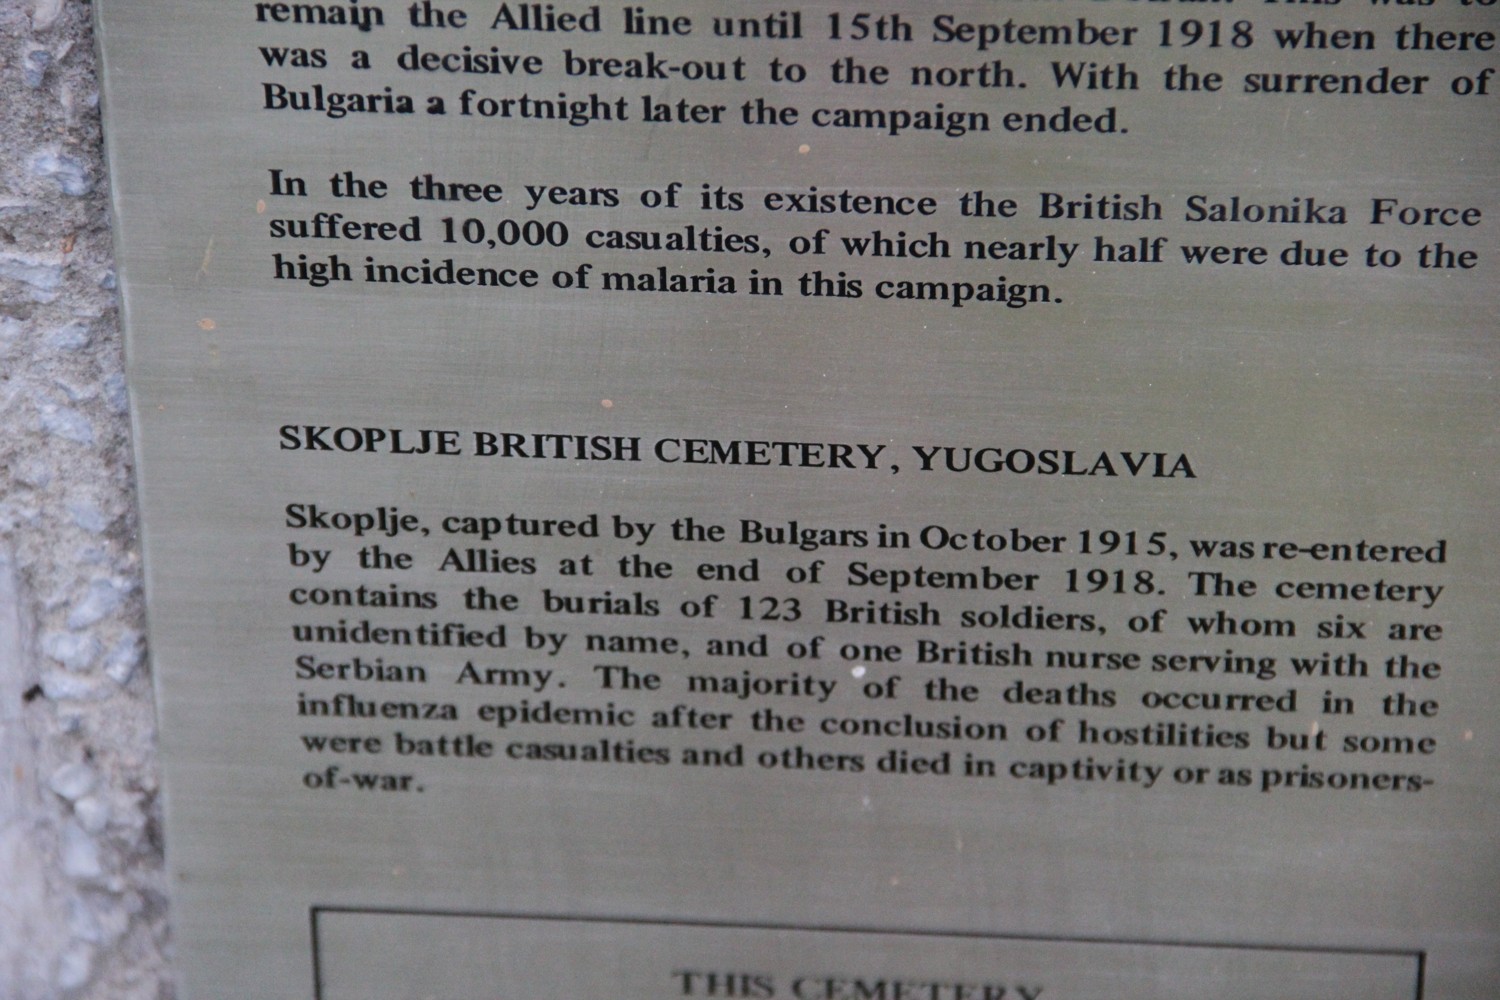 remain the Allied line until 15th September 1918 when there
was a decisive break-out to the north. With the surrender of
Bulgaria a fortnight later the campaign ended.
In the three years of its existence the British Salonika Force
suffered 10,000 casualties, of which nearly half were due to the
high incidence of malaria in this campaign.
SKOPLJE BRITISH CEMETERY, YUGOSLAVIA
Skoplje, captured by the Bulgars in October 1915, was re-entered
by the Allies at the end of September 1918. The cemetery
contains the burials of 123 British soldiers, of whom six are
unidentified by name, and of one British nurse serving with the
Serbian Army. The majority of the deaths occurred in the
influenza epidemic after the conclusion of hostilities but some
were battle casualties and others died in captivity or as prisoners-
of-war.
THIS CEMETERY